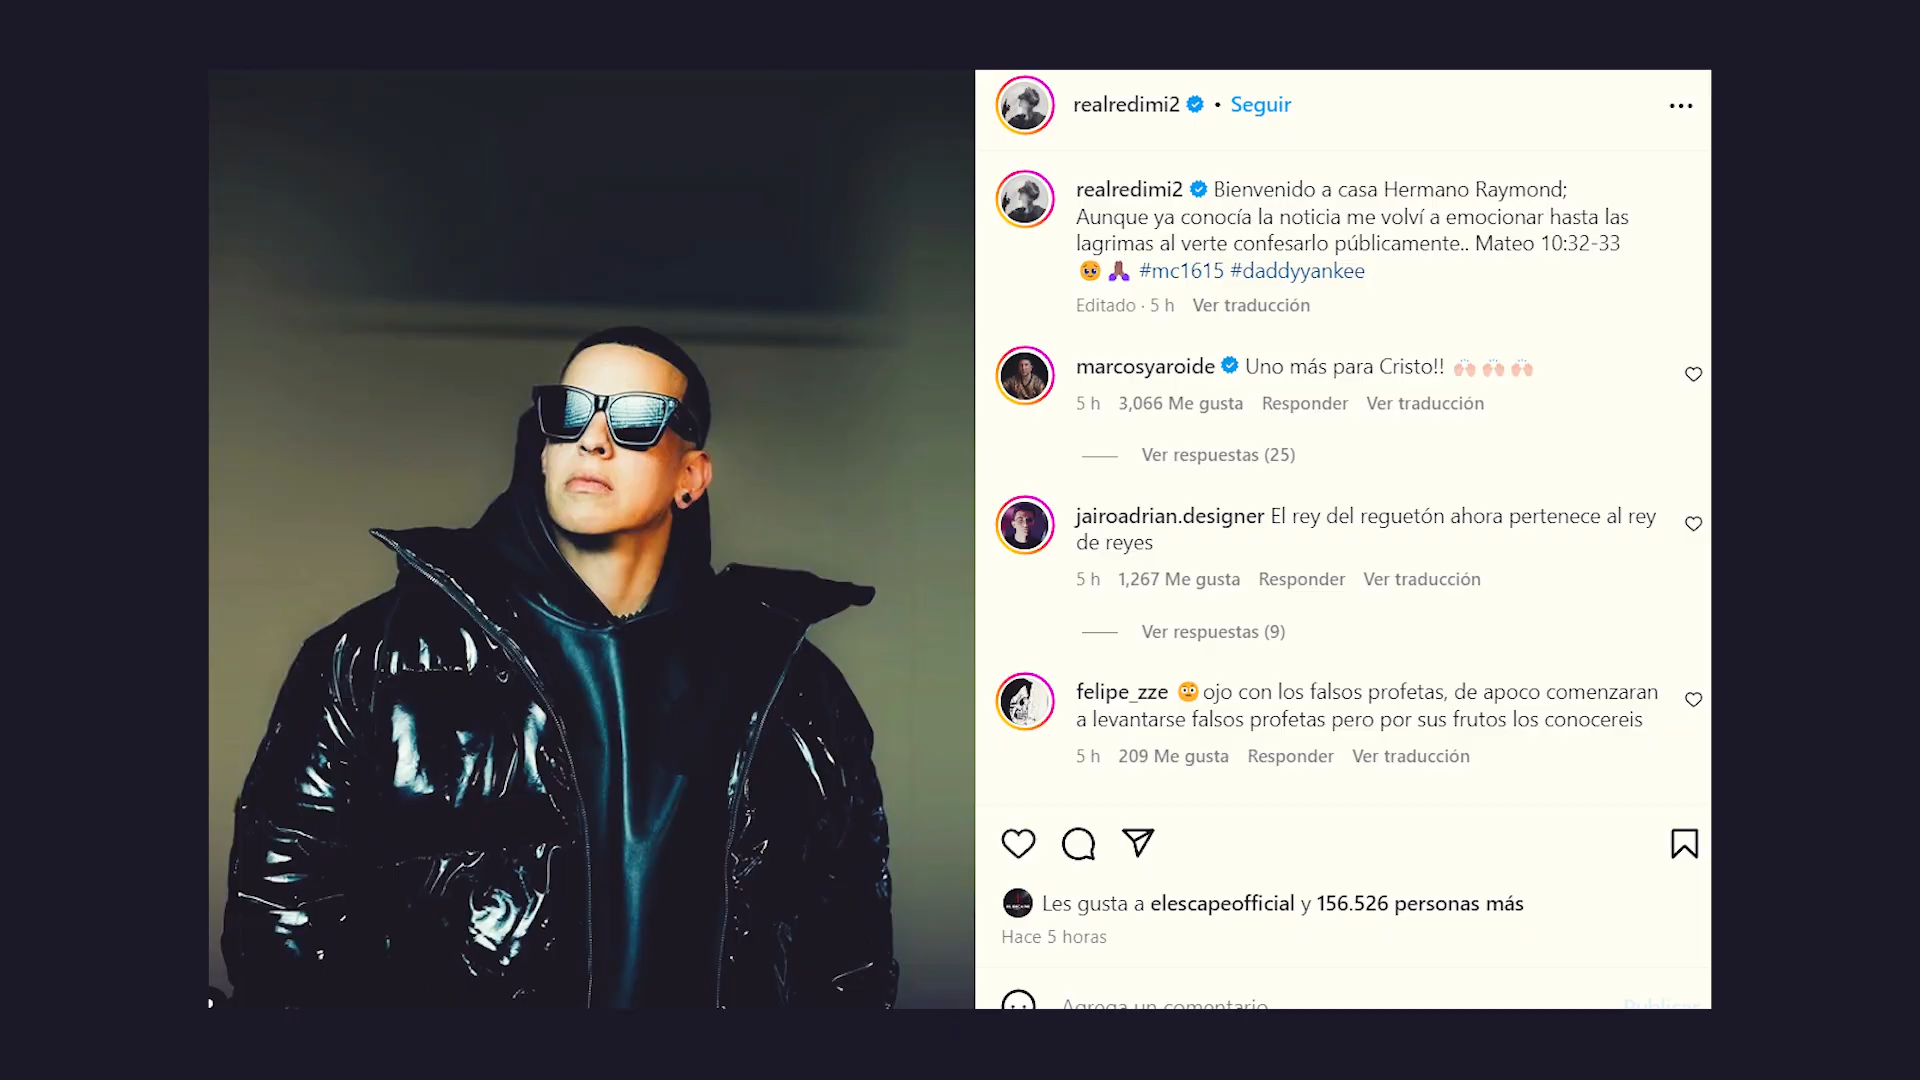 realredimi2 • Seguir
realredimi2 Bienvenido a casa Hermano Raymond;
Aunque ya conocía la noticia me volví a emocionar hasta las
lagrimas al verte confesarlo públicamente.. Mateo 10:32-33
🥹 🙏🏾 #mc1615 #daddyyankee
Editado · 5 h Ver traducción
marcosyaroide Uno más para Cristo!! 🙌🏻 🙌🏻 🙌🏻
5 h 3,066 Me gusta Responder Ver traducción
Ver respuestas (25)
jairoadrian.designer El rey del reguetón ahora pertenece al rey
de reyes
5 h 1,267 Me gusta Responder Ver traducción
Ver respuestas (9)
felipe_zze 😳ojo con los falsos profetas, de apoco comenzaran
a levantarse falsos profetas pero por sus frutos los conocereis
5 h 209 Me gusta Responder Ver traducción
Les gusta a elescapeofficial y 156.526 personas más
Hace 5 horas
Agrega un comentario
Publicar